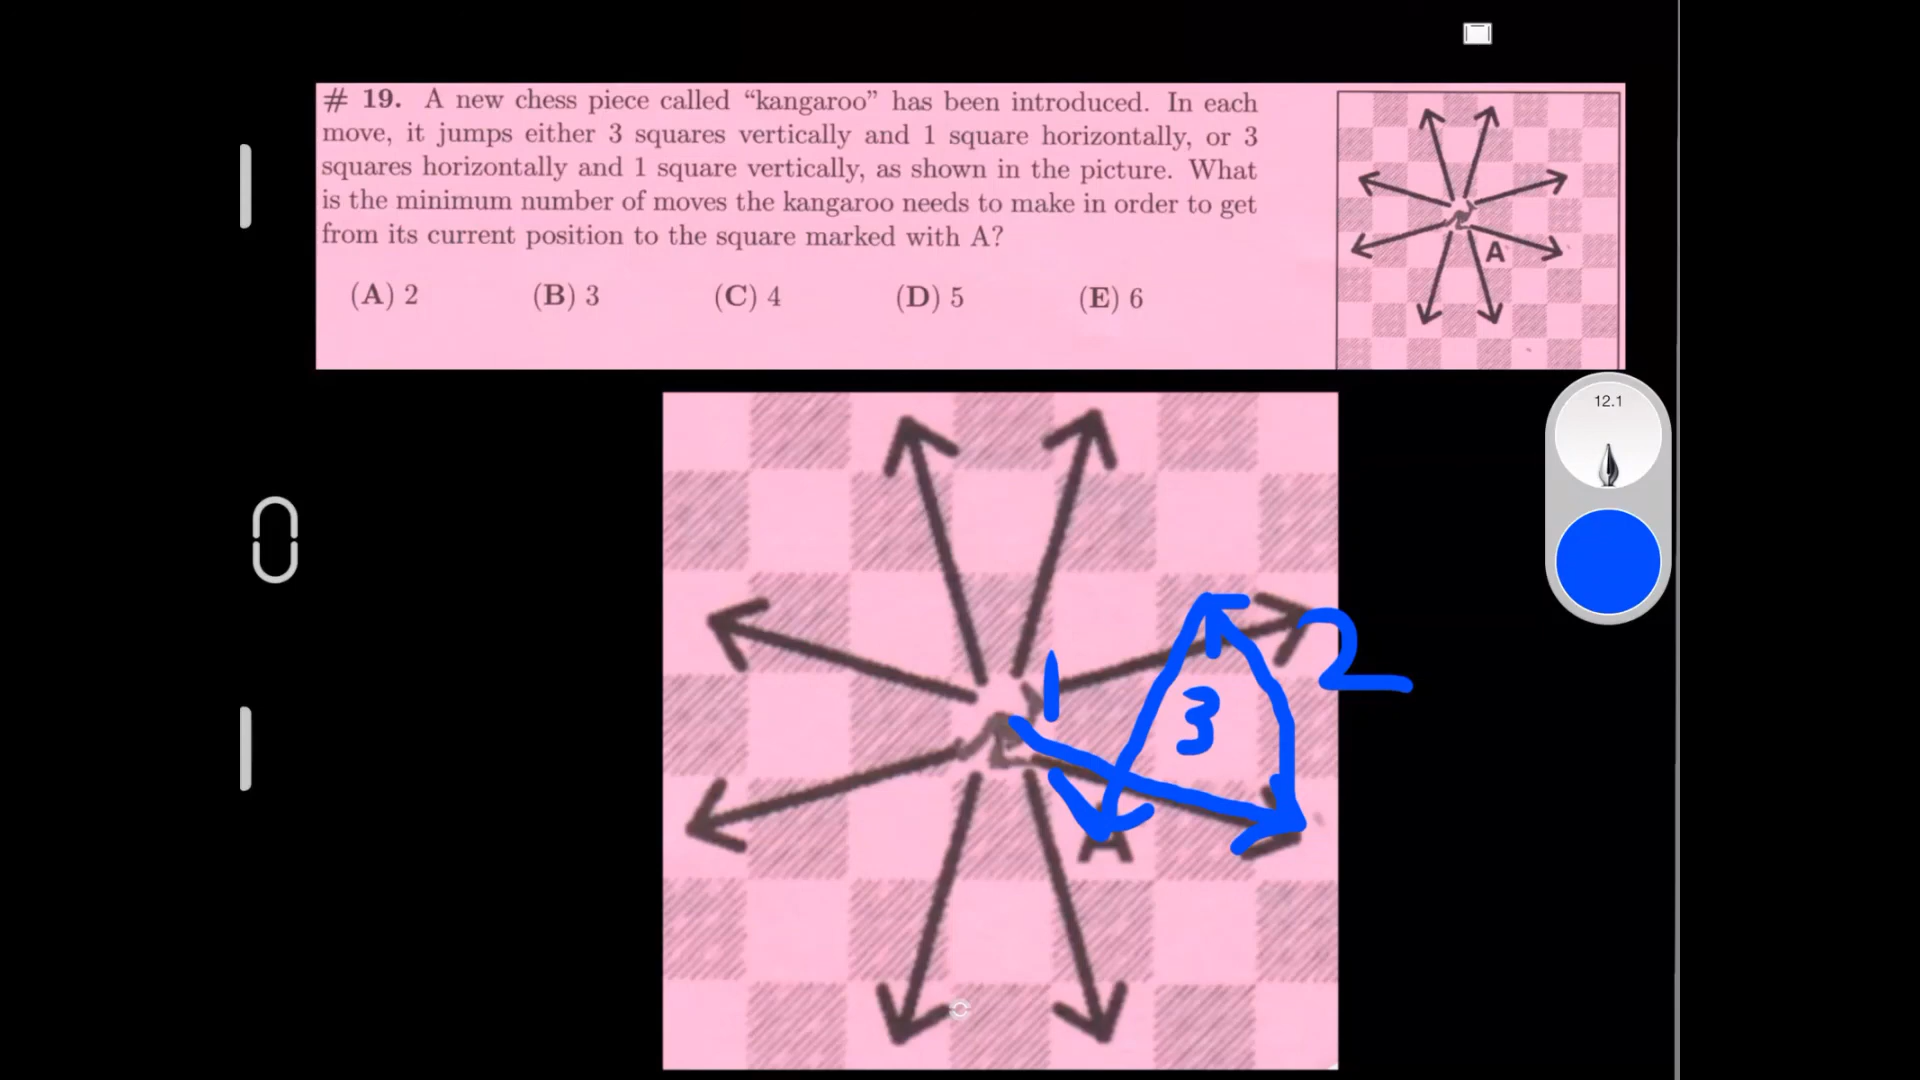 12.1
# 19. A new chess piece called “kangaroo” has been introduced. In each
move, it jumps either 3 squares vertically and 1 square horizontally, or 3
squares horizontally and 1 square vertically, as shown in the picture. What
is the minimum number of moves the kangaroo needs to make in order to get
from its current position to the square marked with A?
(A) 2 (B) 3 (C) 4 (D) 5 (E) 6
A
1
2
3
A